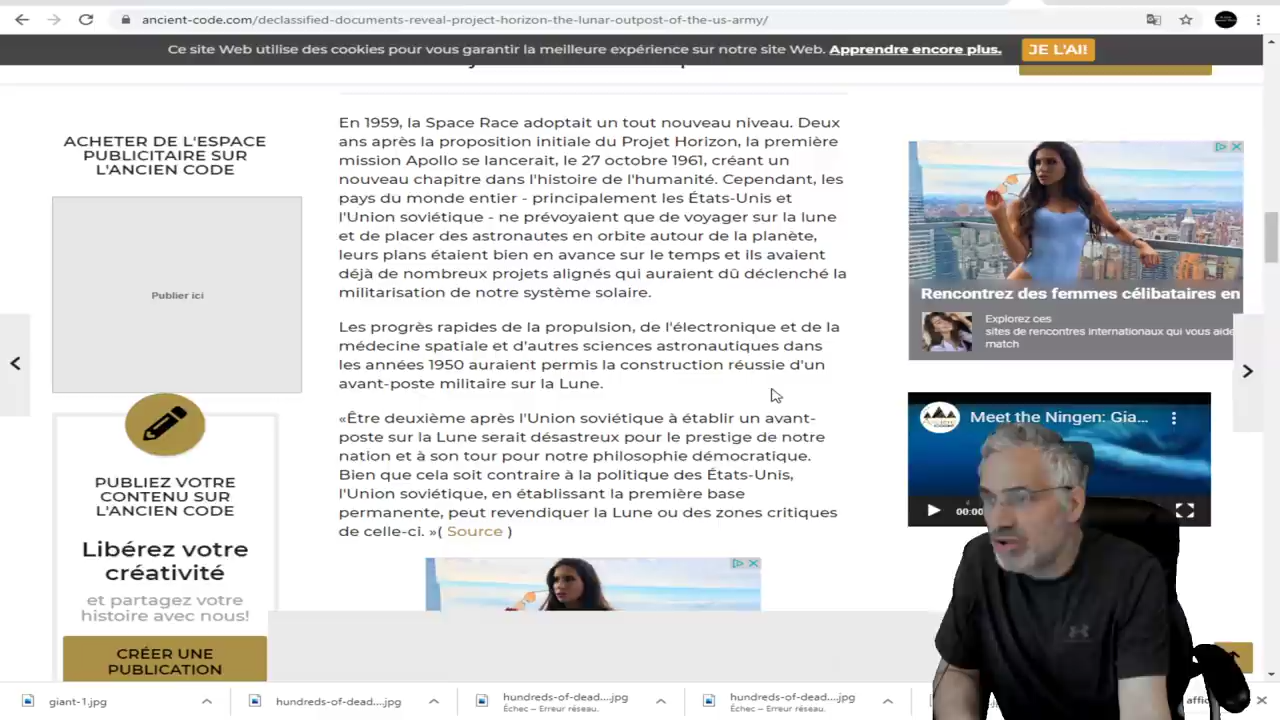 ancient-code.com/declassified-documents-reveal-project-horizon-the-lunar-outpost-of-the-us-army/
Ce site Web utilise des cookies pour vous garantir la meilleure expérience sur notre site Web. Apprendre encore plus. JE L'AI!
ACHETER DE L'ESPACE
PUBLICITAIRE SUR
L'ANCIEN CODE
Publier ici
PUBLIEZ VOTRE
CONTENU SUR
L'ANCIEN CODE
Libérez votre
créativité
et partagez votre
histoire avec nous!
CRÉER UNE
PUBLICATION
En 1959, la Space Race adoptait un tout nouveau niveau. Deux
ans après la proposition initiale du Projet Horizon, la première
mission Apollo se lancerait, le 27 octobre 1961, créant un
nouveau chapitre dans l'histoire de l'humanité. Cependant, les
pays du monde entier - principalement les États-Unis et
l'Union soviétique - ne prévoyaient que de voyager sur la lune
et de placer des astronautes en orbite autour de la planète,
leurs plans étaient bien en avance sur le temps et ils avaient
déjà de nombreux projets alignés qui auraient dû déclenché la
militarisation de notre système solaire.
Les progrès rapides de la propulsion, de l'électronique et de la
médecine spatiale et d'autres sciences astronautiques dans
les années 1950 auraient permis la construction réussie d'un
avant-poste militaire sur la Lune.
«Être deuxième après l'Union soviétique à établir un avant-
poste sur la Lune serait désastreux pour le prestige de notre
nation et à son tour pour notre philosophie démocratique.
Bien que cela soit contraire à la politique des États-Unis,
l'Union soviétique, en établissant la première base
permanente, peut revendiquer la Lune ou des zones critiques
de celle-ci. »( Source )
Rencontrez des femmes célibataires en
Explorez ces
sites de rencontres internationaux qui vous aide
match
Meet the Ningen: Gia...
00:00
giant-1.jpg
hundreds-of-dead....jpg
hundreds-of-dead....jpg
Échec – Erreur réseau.
hundreds-of-dead....jpg
Échec – Erreur réseau.